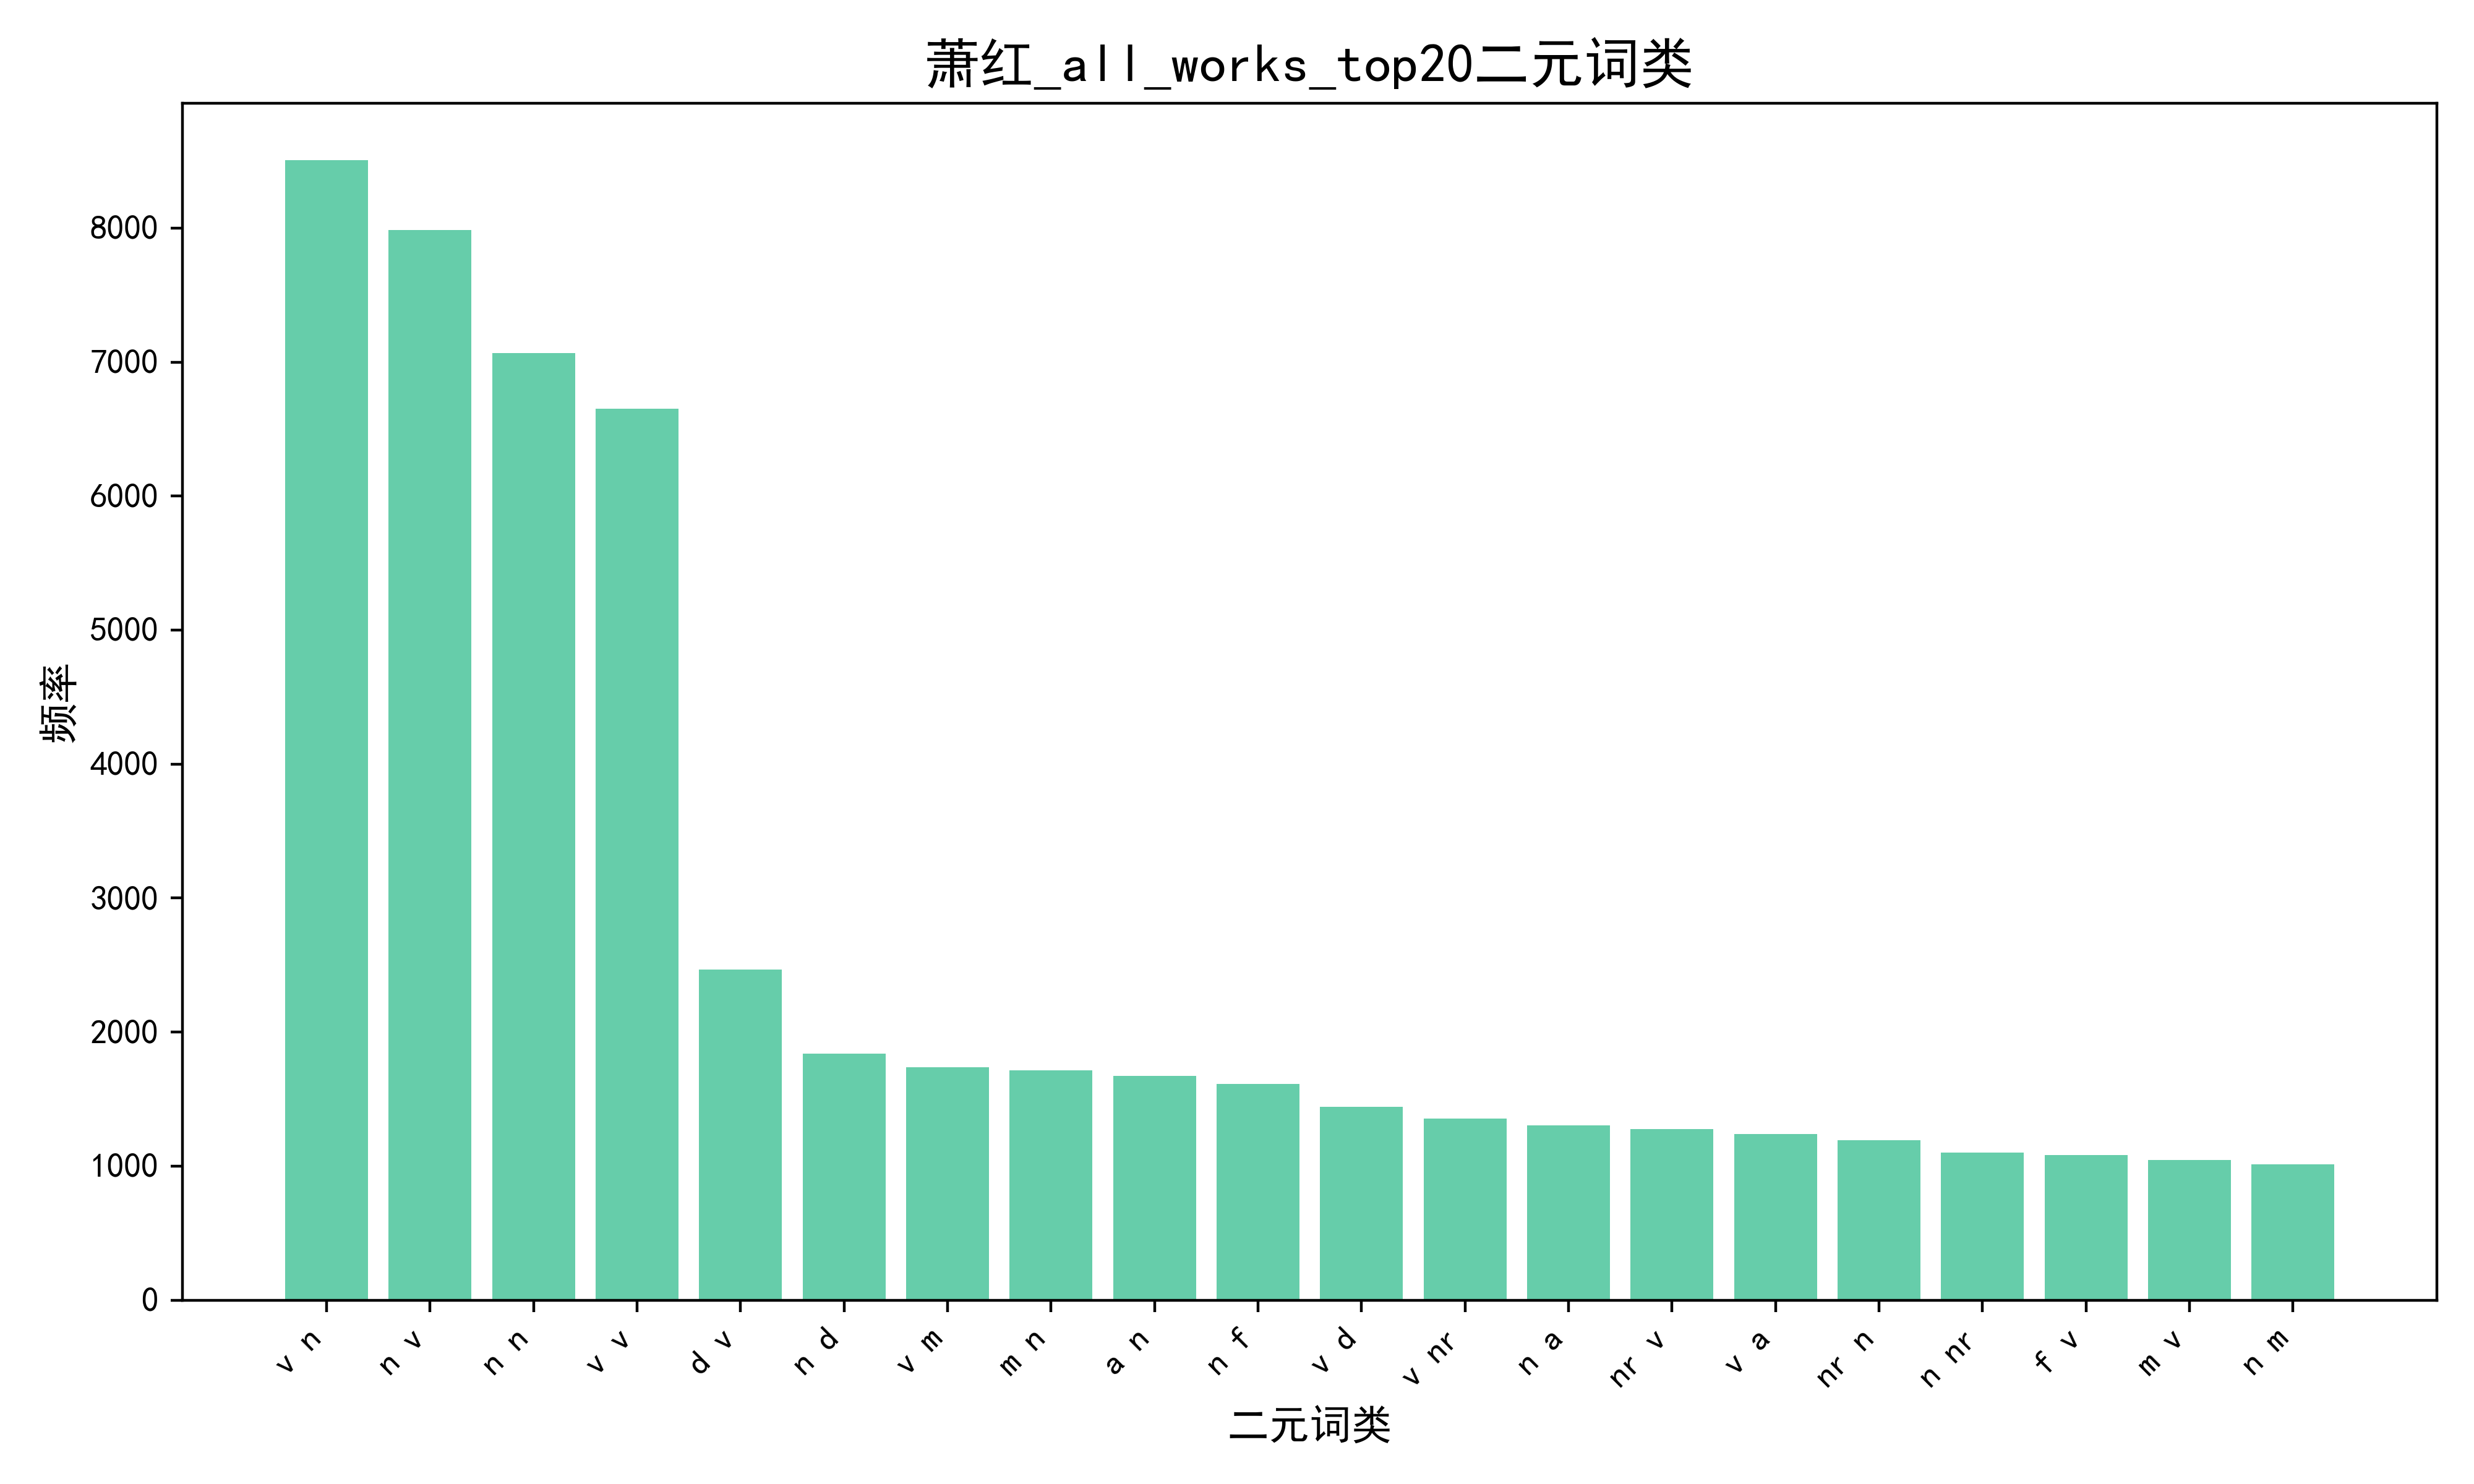 萧红_all_works_top20二元词类
频率
8000
7000
6000
5000
4000
3000
2000
1000
0
v n
n v
n n
v v
d v
n d
v m
m n
a n
n f
v d
v nr
n a
nr v
v a
nr n
n nr
f v
m v
n m
二元词类